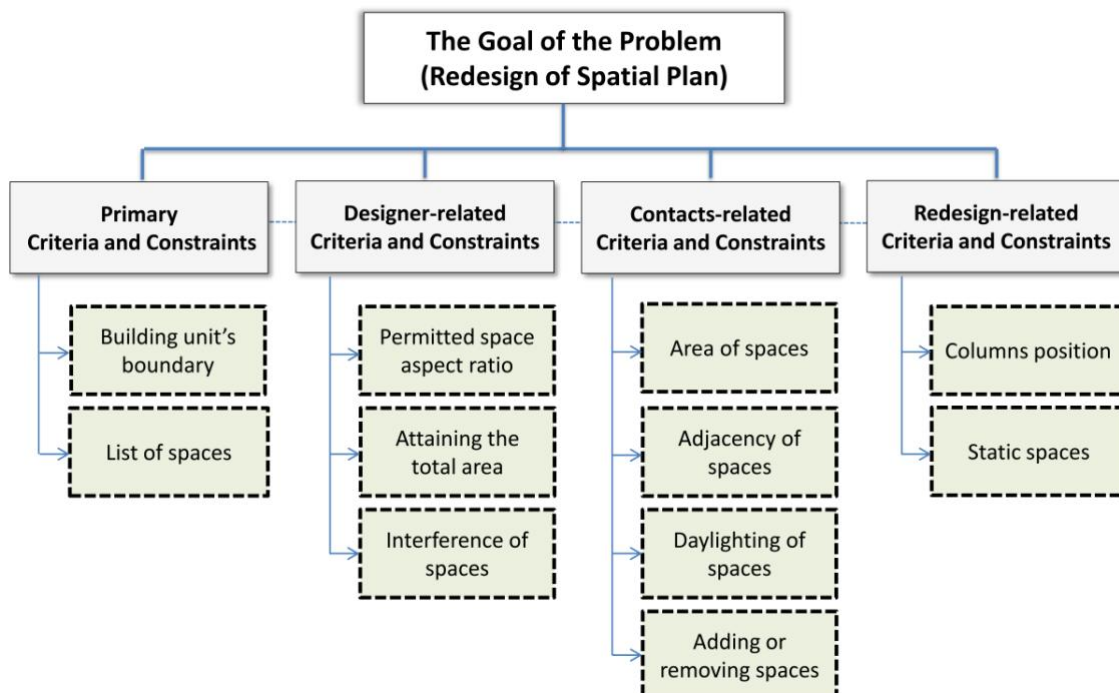 The Goal of the Problem
(Redesign of Spatial Plan)
Primary
Criteria and Constraints
Designer-related
Criteria and Constraints
Contacts-related
Criteria and Constraints
Redesign-related
Criteria and Constraints
Building unit's
boundary
List of spaces
Permitted space
aspect ratio
Attaining the
total area
Interference of
spaces
Area of spaces
Adjacency of
spaces
Daylighting of
spaces
Adding or
removing spaces
Columns position
Static spaces